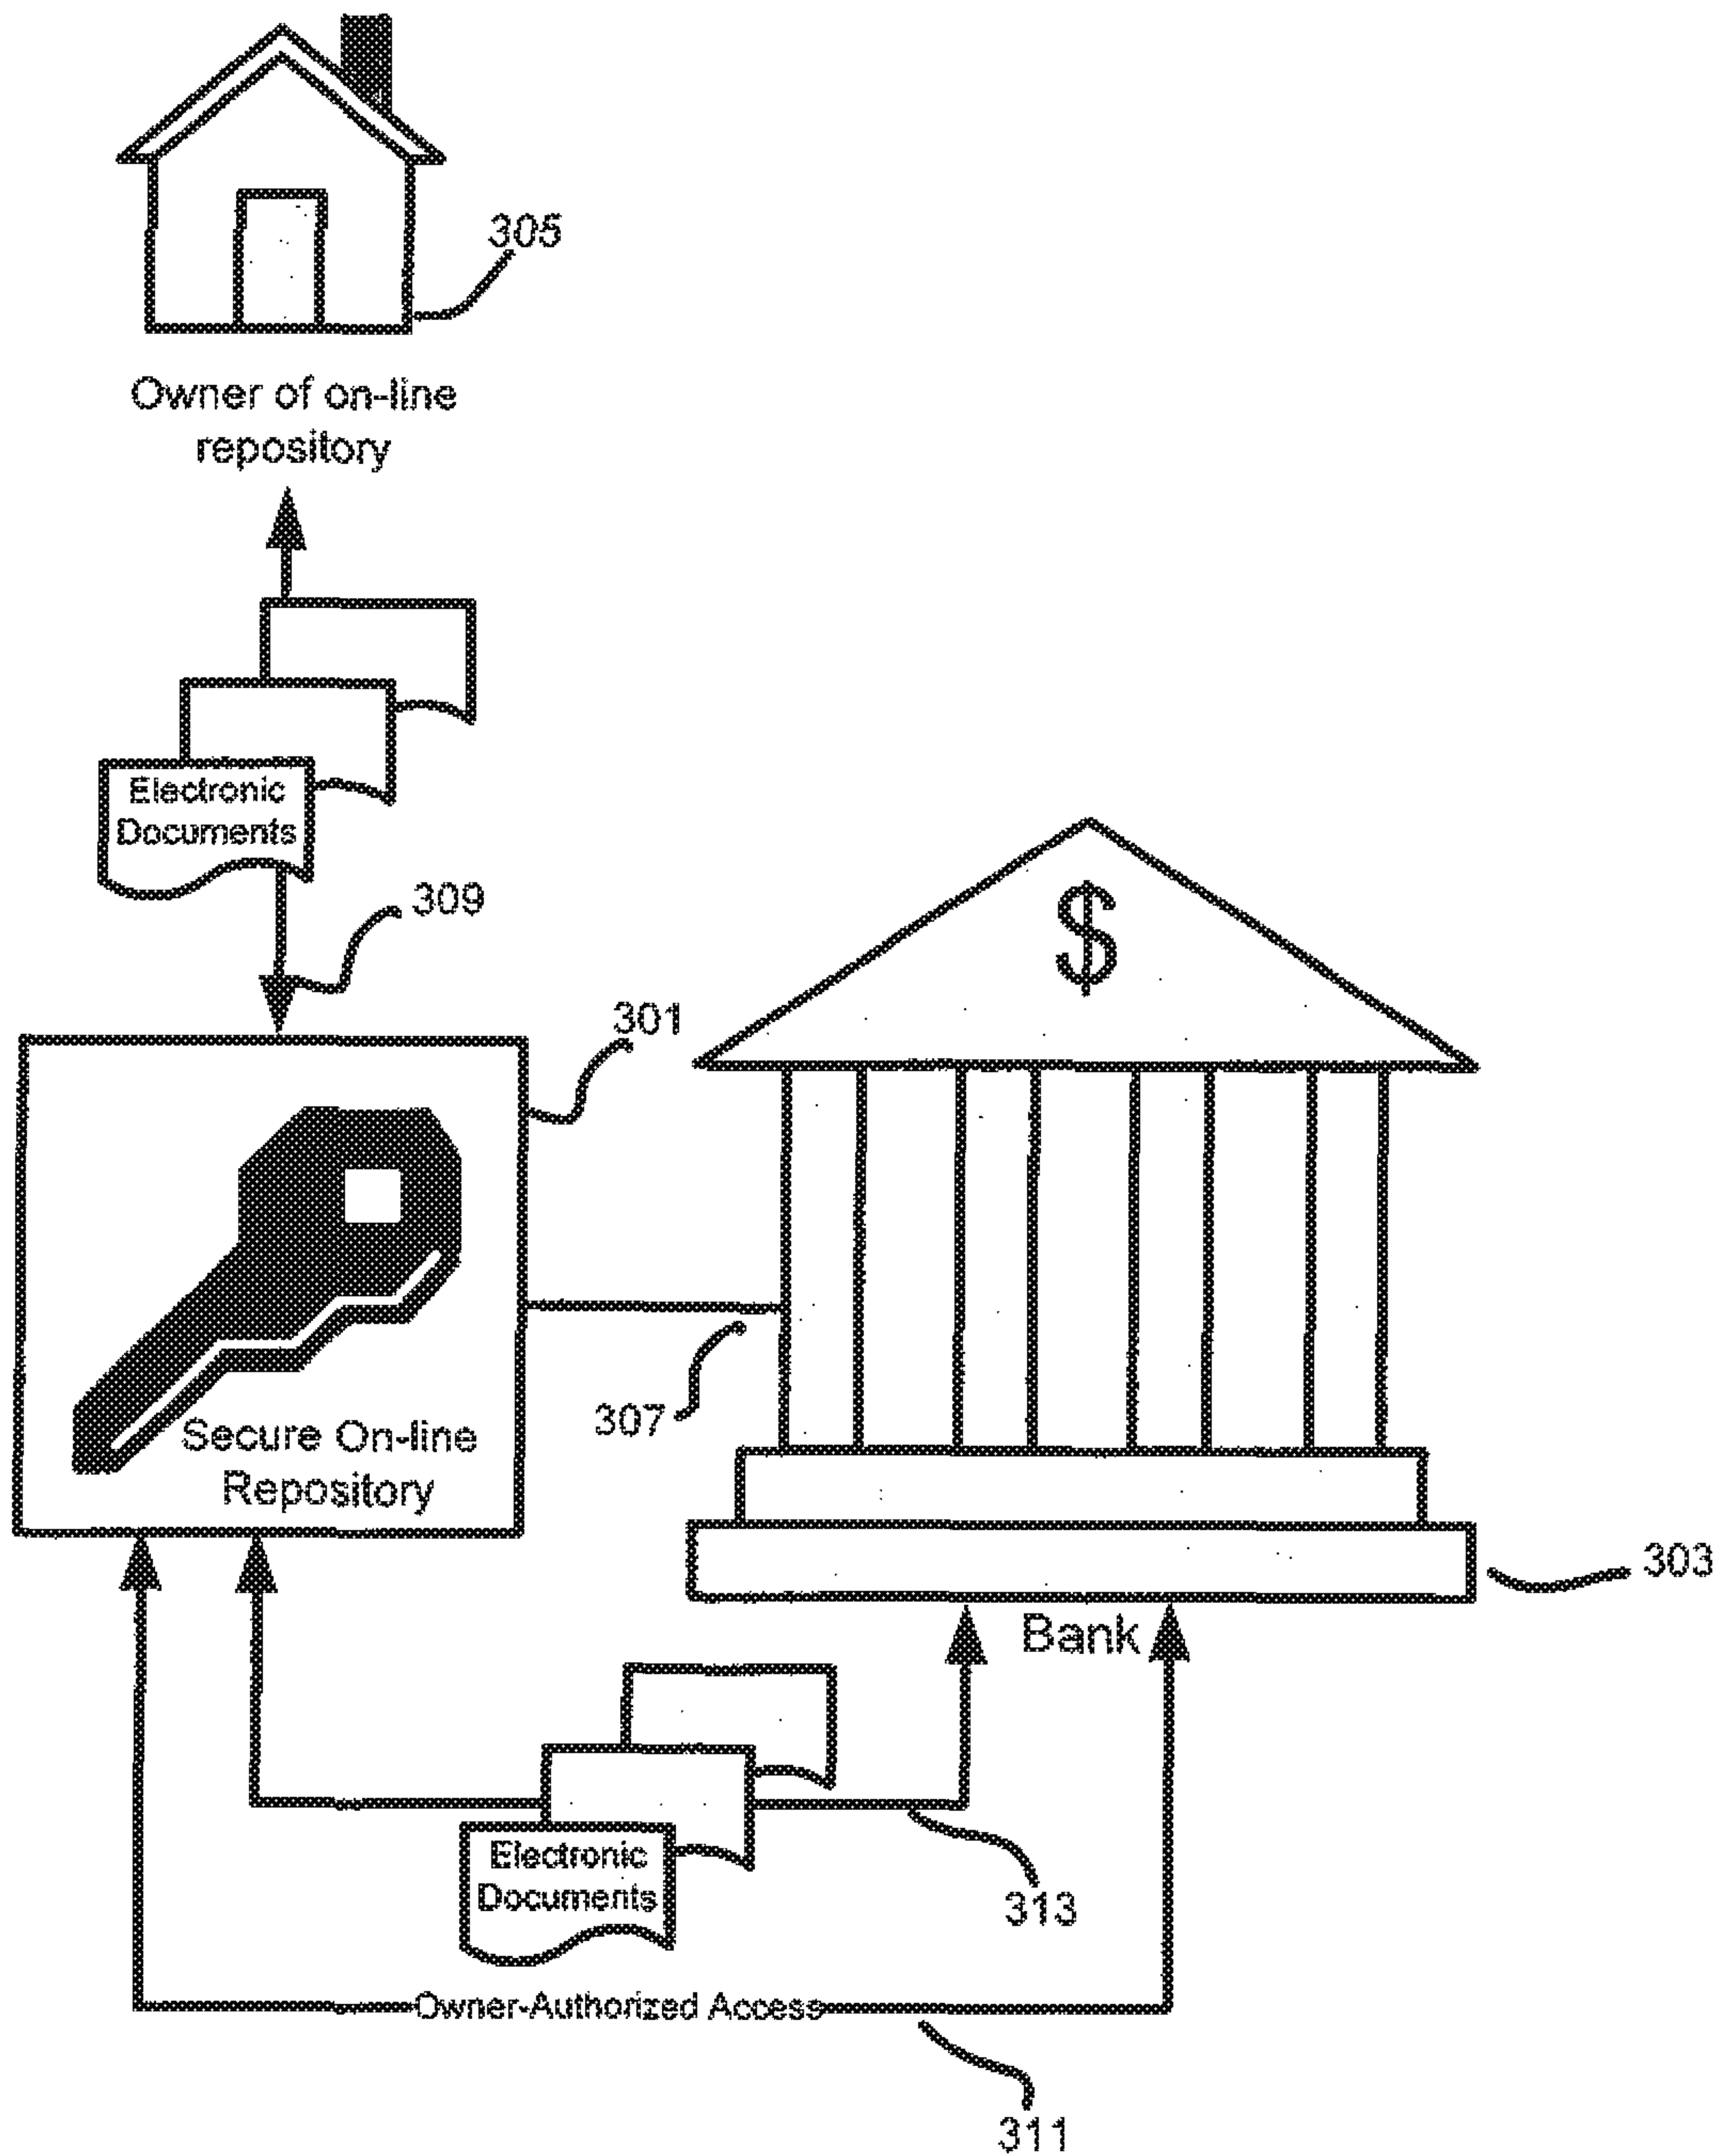 305
Owner of on-line
repository
Electronic
Documents
309
301
$
307
Secure On-line
Repository
303
Bank
Electronic
Documents
313
Owner-Authorized Access
311